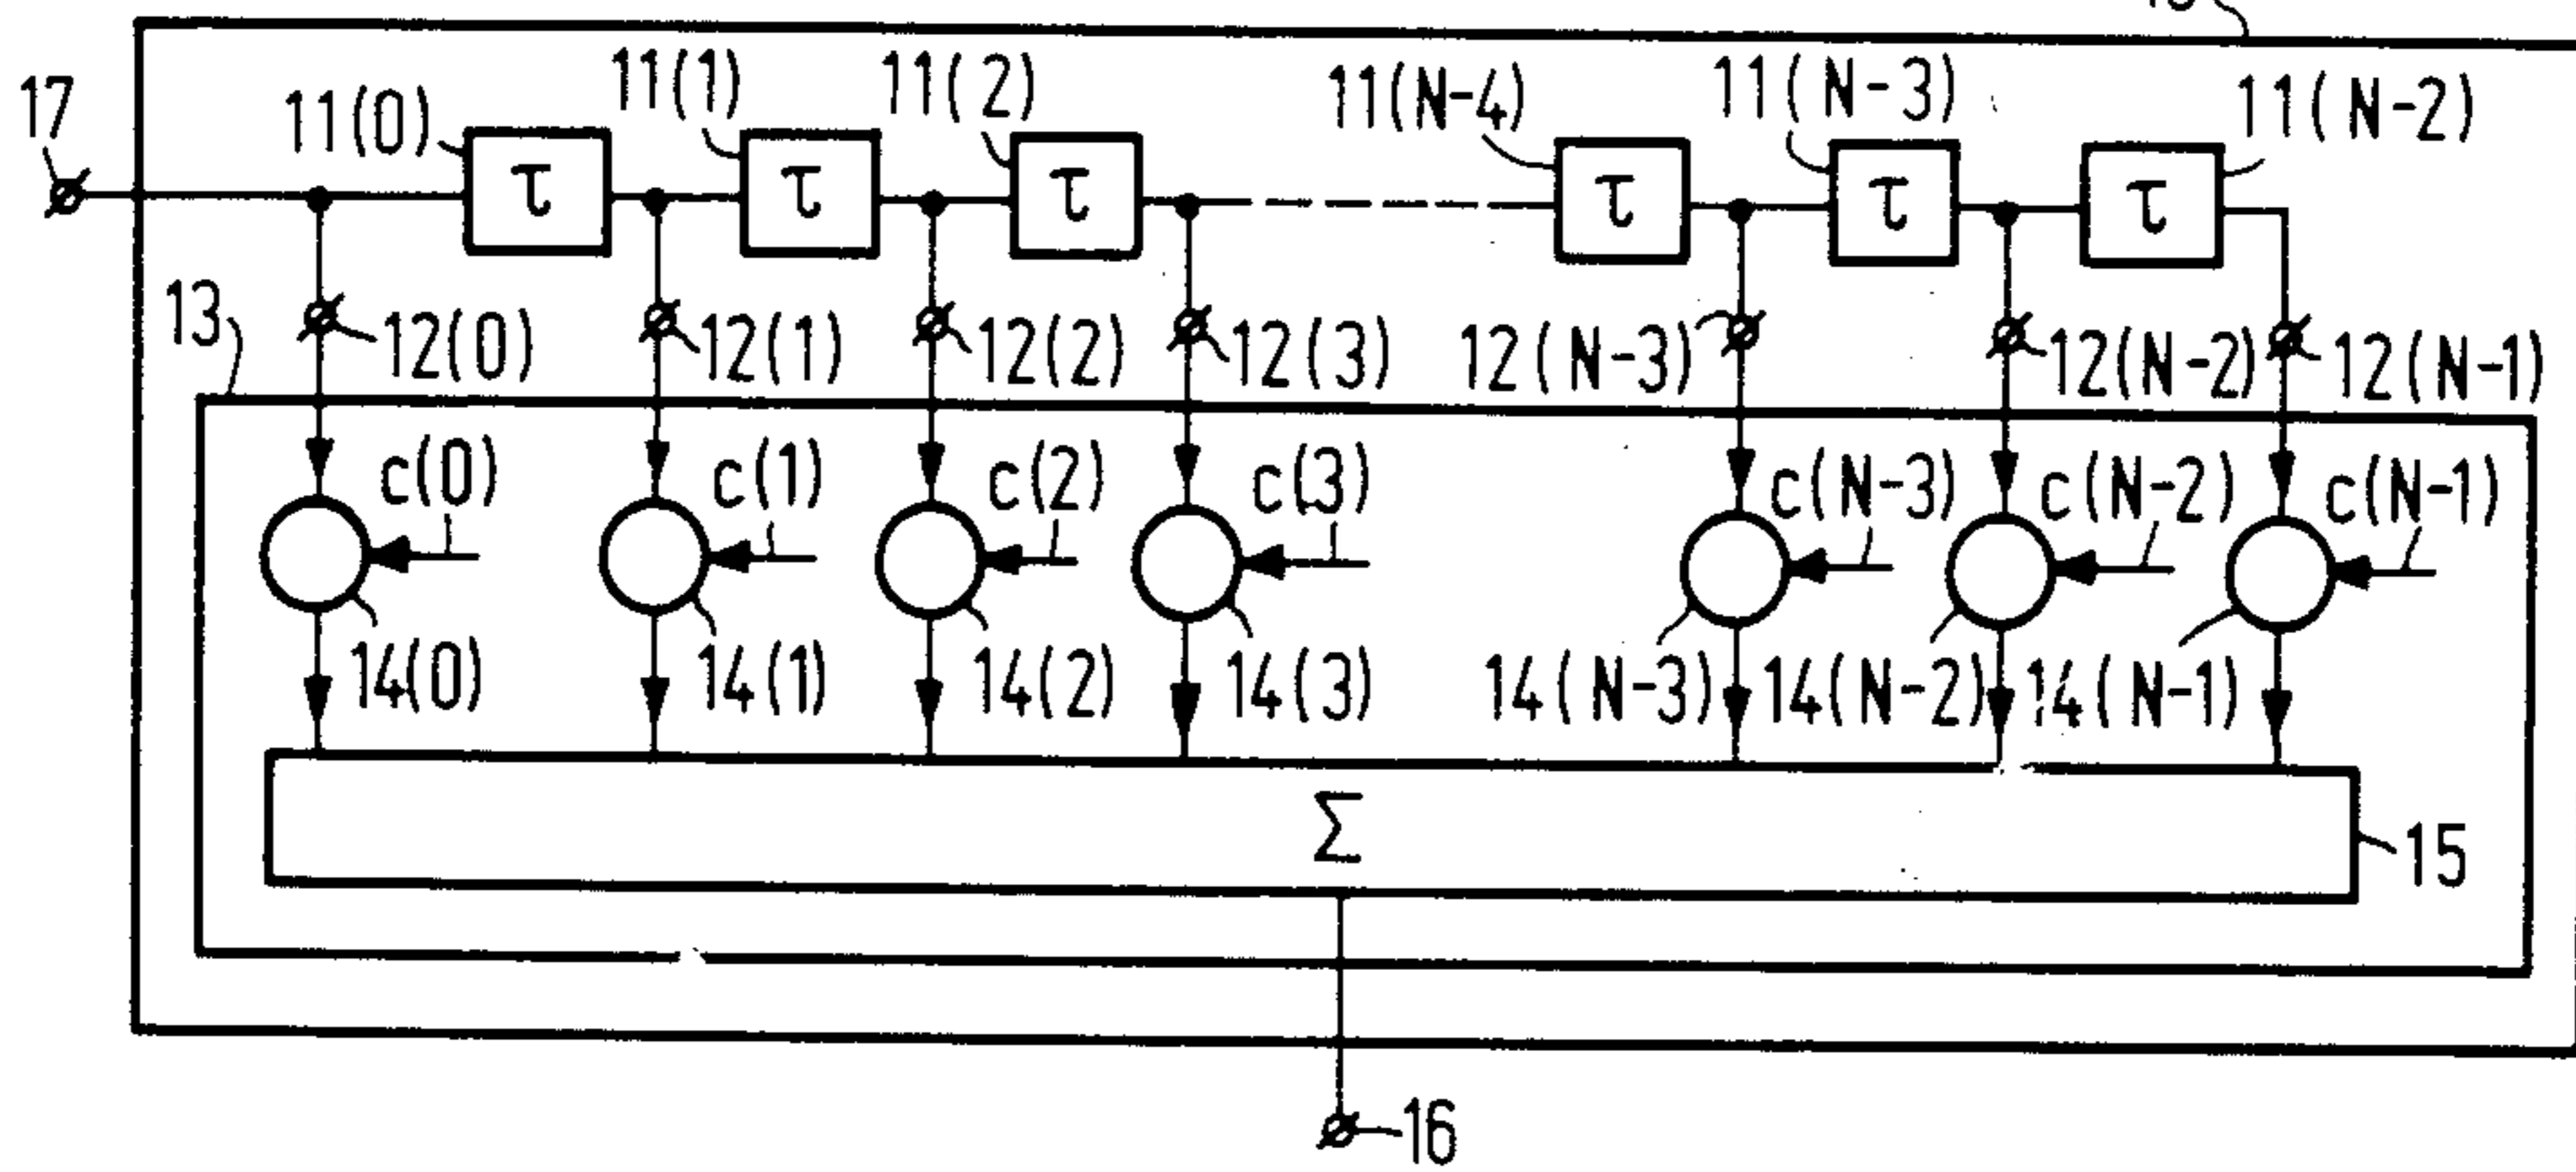 17
11(0)
11(1)
11(2)
11(N-4)
11(N-3)
11(N-2)
τ
τ
τ
τ
τ
τ
13
12(0)
12(1)
12(2)
12(3)
12(N-3)
12(N-2)
12(N-1)
c(0)
c(1)
c(2)
c(3)
c(N-3)
c(N-2)
c(N-1)
14(0)
14(1)
14(2)
14(3)
14(N-3)
14(N-2)
14(N-1)
Σ
15
16